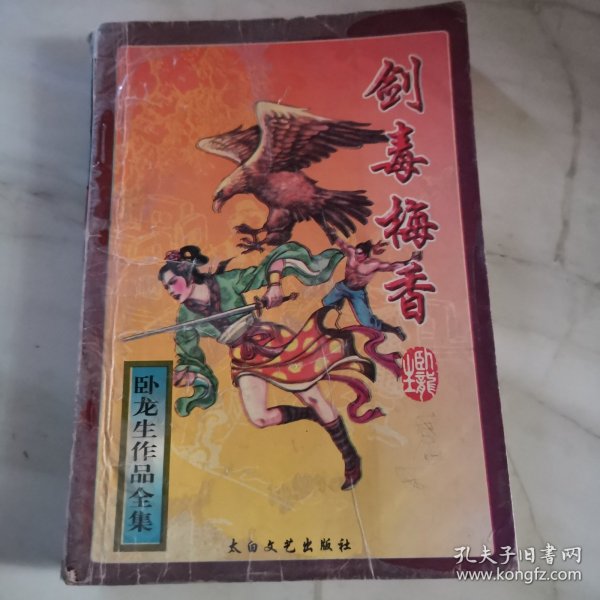 剑毒梅香
卧龍生
卧龙生作品全集
太白文艺出版社
孔夫子旧书网
www.kongfz.com